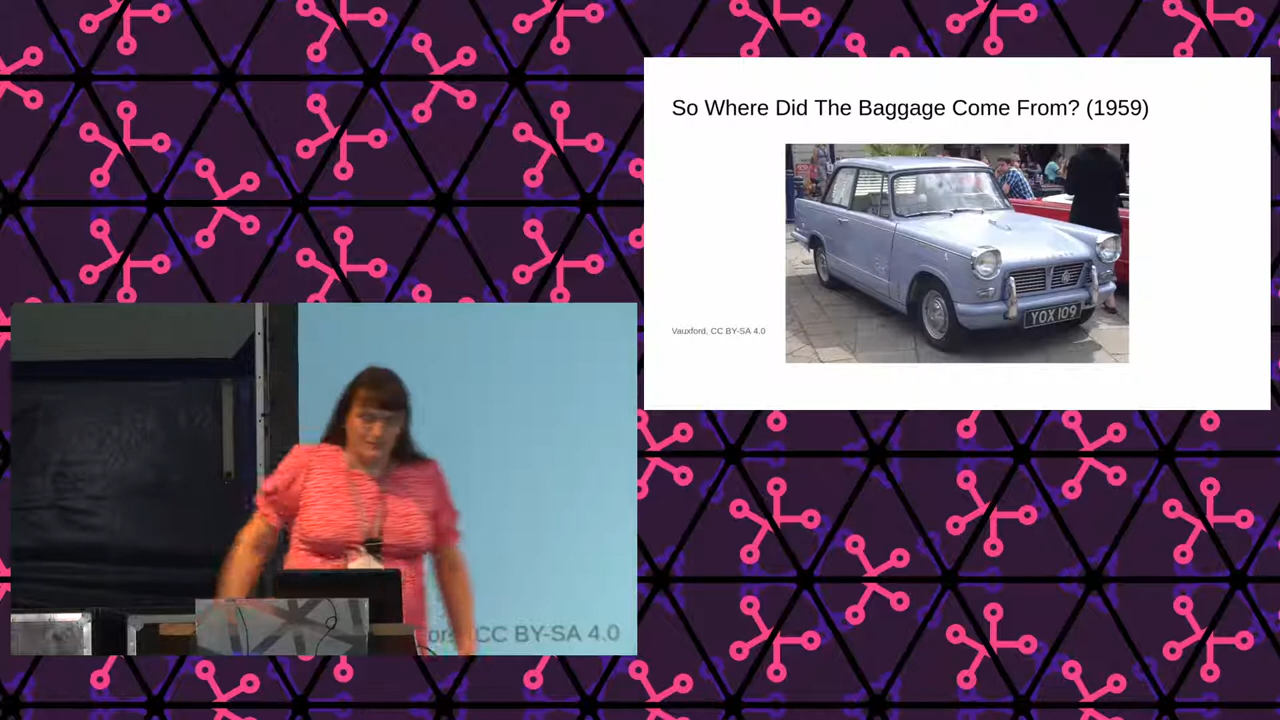 So Where Did The Baggage Come From? (1959)
YOX 109
Vauxford, CC BY-SA 4.0
CC BY-SA 4.0